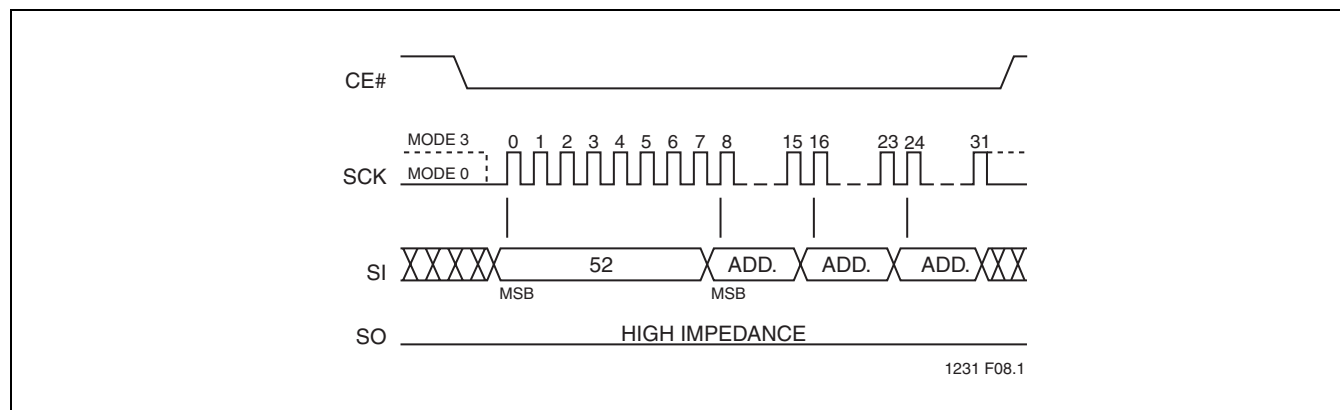 CE#
MODE 3 0 1 2 3 4 5 6 7 8 15 16 23 24 31
SCK MODE 0
SI 52 ADD. ADD. ADD.
MSB MSB
SO HIGH IMPEDANCE
1231 F08.1